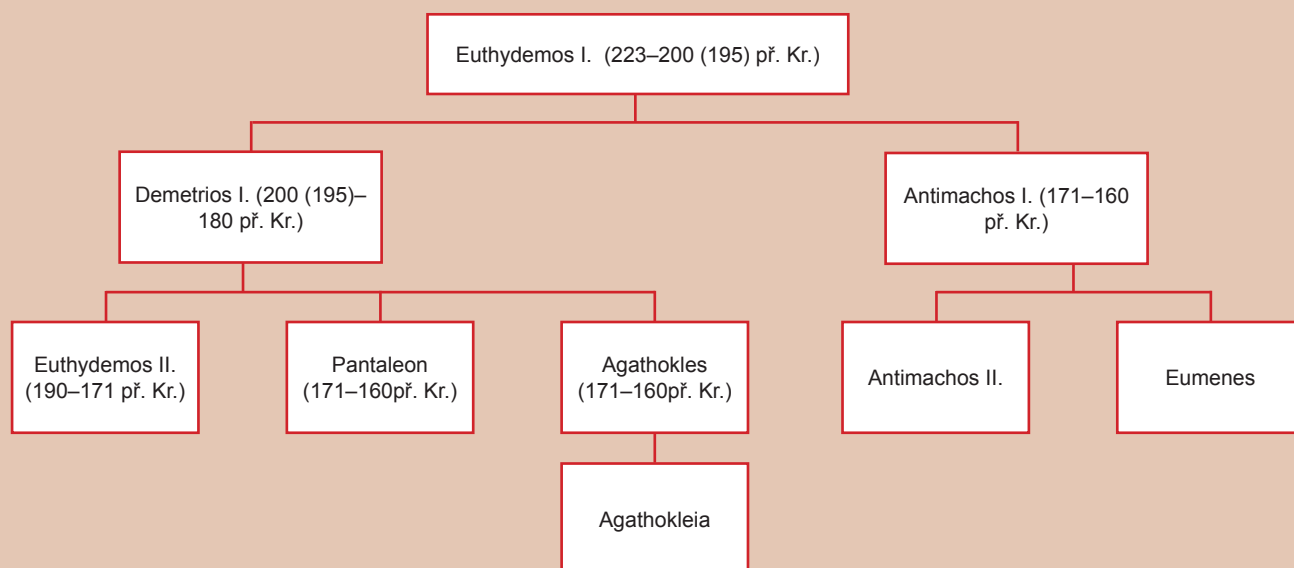 Euthydemos I.  (223–200 (195) př. Kr.)
Demetrios I. (200 (195)–
180 př. Kr.)
Antimachos I. (171–160
př. Kr.)
Euthydemos II.
(190–171 př. Kr.)
Pantaleon
(171–160př. Kr.)
Agathokles
(171–160př. Kr.)
Antimachos II.
Eumenes
Agathokleia